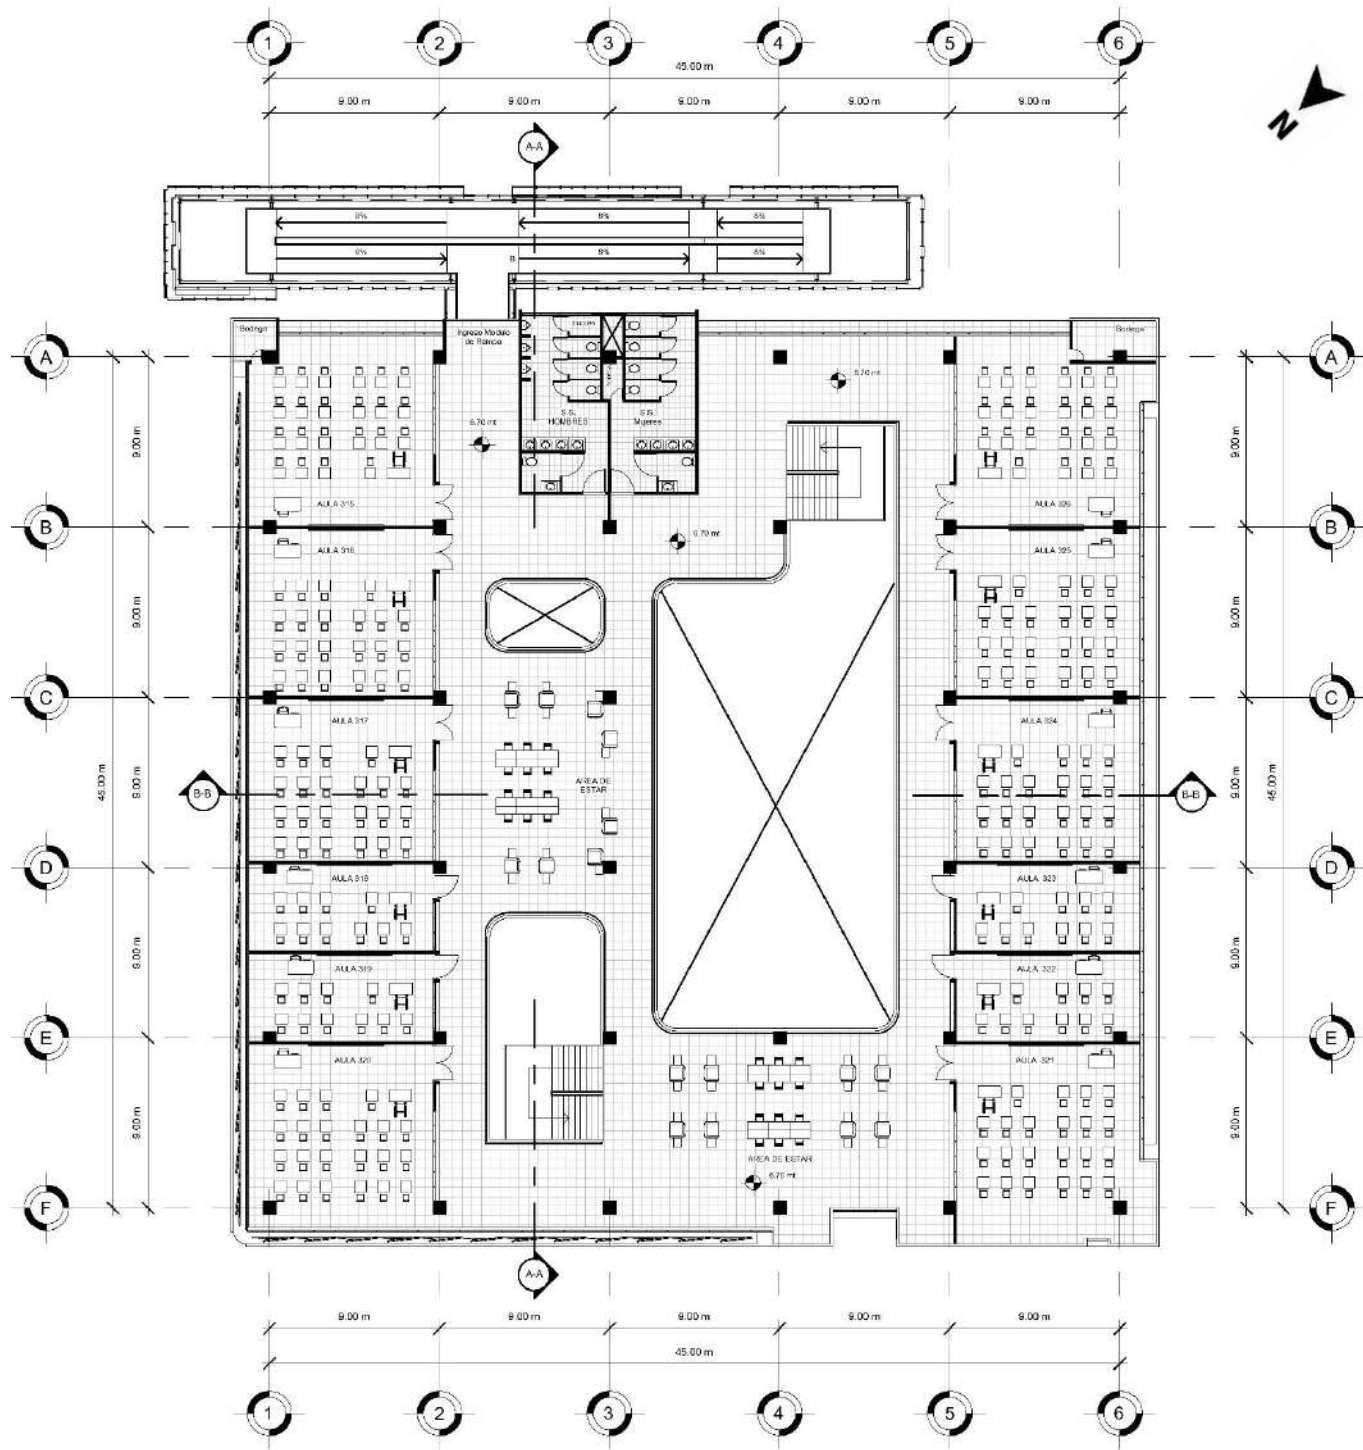 1 2 3 4 5 6
45.00 m
9.00 m 9.00 m 9.00 m 9.00 m 9.00 m
N
A-A
8% 8% 8%
8% 8% 8%
B
Bodega
Ingreso Modulo
de Rampa
Bodega
A A
6.70 mt
S.S.
HOMBRES
S.S.
Mujeres
6.70 mt
9.00 m 9.00 m
AULA 315
AULA 326
B B
0.70 mt
AULA 316
AULA 325
9.00 m 9.00 m
C C
AULA 317
AULA 324
AREA DE
ESTAR
45.00 m 9.00 m 9.00 m 45.00 m
B-B B-B
D D
AULA 318
AULA 323
9.00 m 9.00 m
AULA 319
AULA 322
E E
AULA 320
AULA 321
9.00 m 9.00 m
AREA DE ESTAR
6.70 mt
F F
A-A
9.00 m 9.00 m 9.00 m 9.00 m 9.00 m
45.00 m
1 2 3 4 5 6